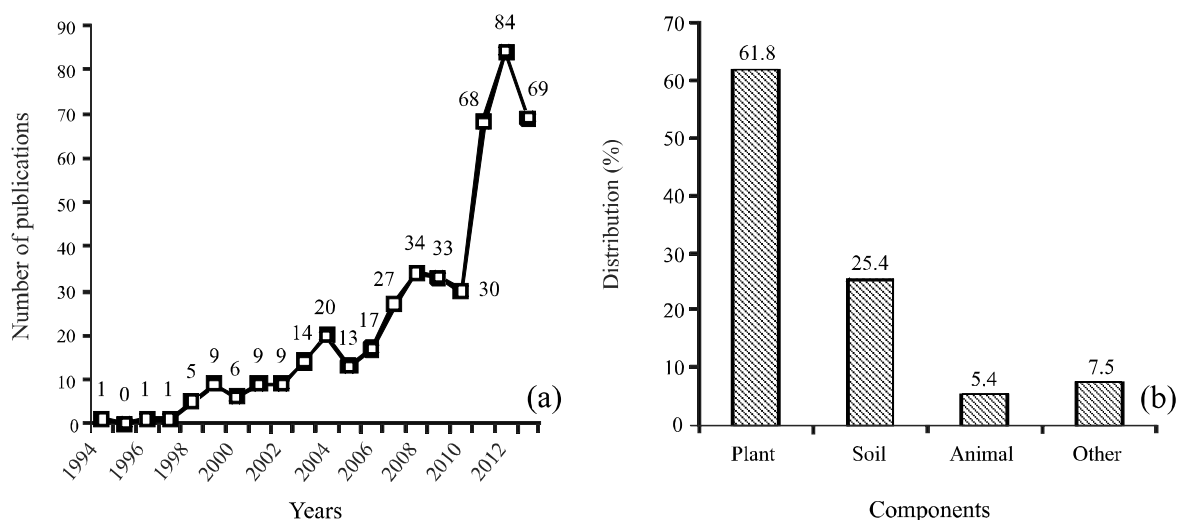 Number of publications
90
80
70
60
50
40
30
20
10
0
1 0 1 1 5 9 6 9 9 14 20 13 17 27 34 33 30 68 84 69
(a)
1994 1996 1998 2000 2002 2004 2006 2008 2010 2012
Years
Distribution (%)
70
60
50
40
30
20
10
0
61.8 25.4 5.4 7.5
(b)
Plant Soil Animal Other
Components